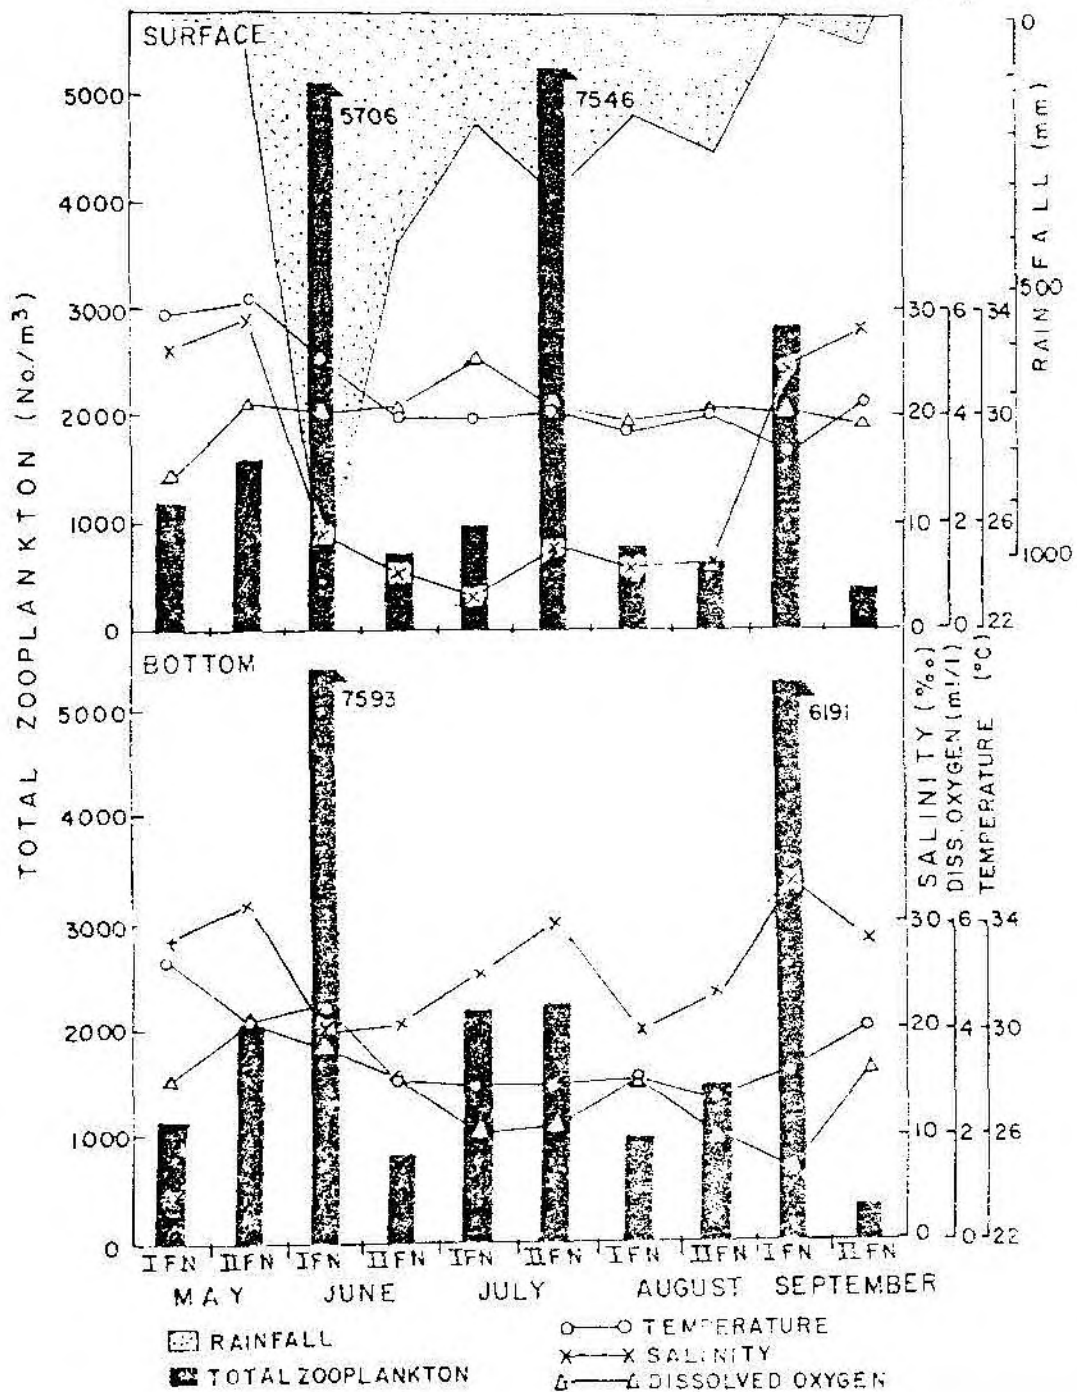 SURFACE
5706
7546
5000
4000
3000
2000
1000
0
TOTAL ZOOPLANKTON (No/m³)
0
500
1000
RAINFALL (mm)
30 6 34
20 4 30
10 2 26
0 0 22
BOTTOM
7593
6191
5000
4000
3000
2000
1000
0
SALINITY (‰)
DISS. OXYGEN (ml/l)
TEMPERATURE (°C)
30 6 34
20 4 30
10 2 26
0 0 22
I FN II FN I FN II FN I FN II FN I FN II FN I FN II FN
MAY JUNE JULY AUGUST SEPTEMBER
RAINFALL
TOTAL ZOOPLANKTON
TEMPERATURE
SALINITY
DISSOLVED OXYGEN